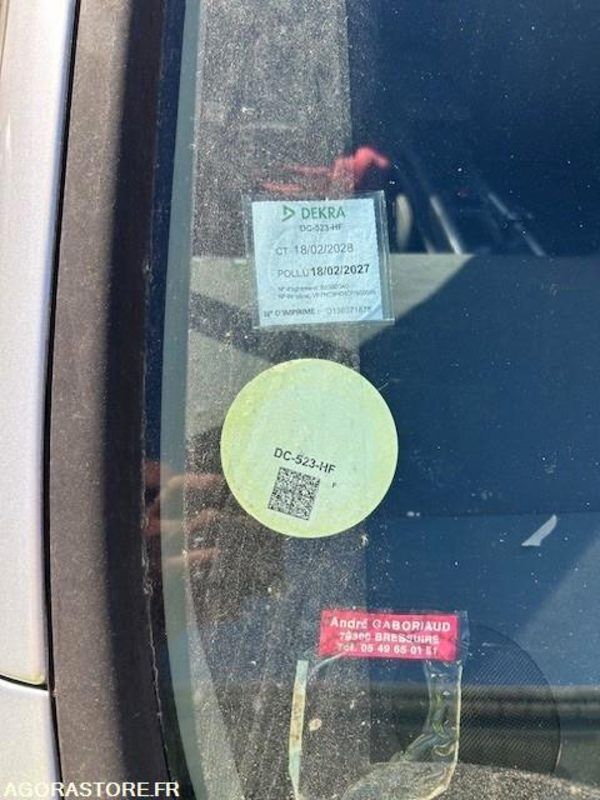 DEKRA
DC-523-HF
CT 18/02/2028
POLLU 18/02/2027
N° D'IMPRIMÉ :
DC-523-HF
F
André GABORIAUD
79300 BRESSUIRE
Tél. 05 49 65 01 51
AGORASTORE.FR